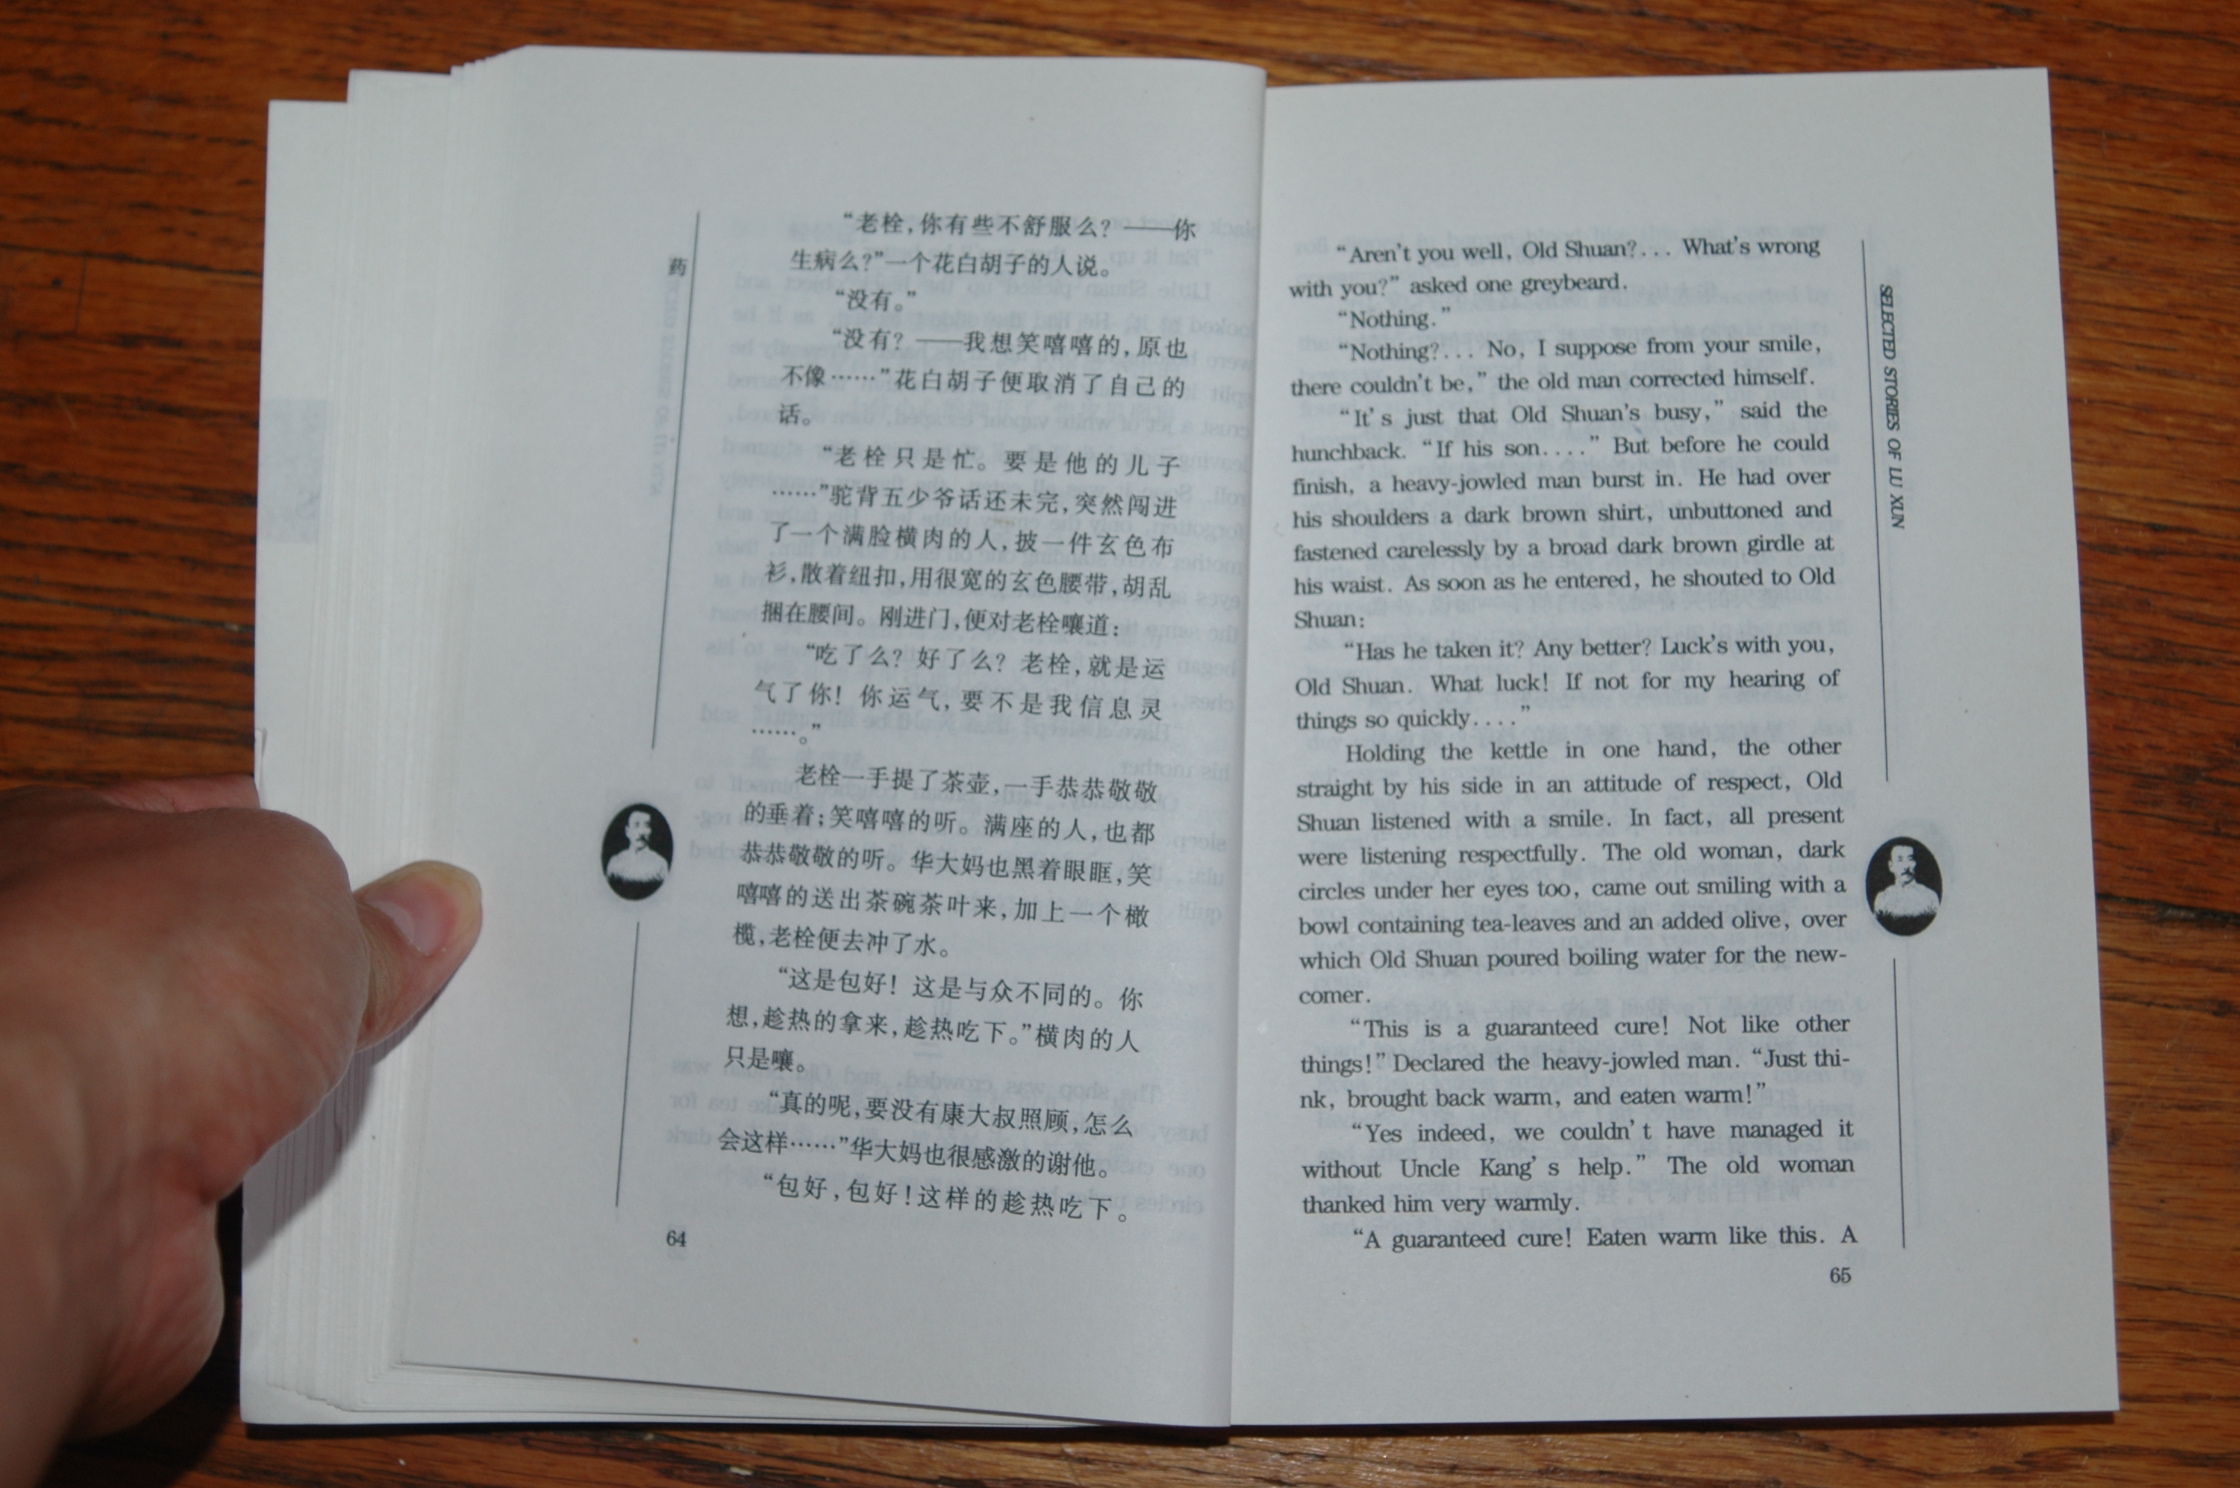 药
“老栓,你有些不舒服么?——你
生病么?”一个花白胡子的人说。
“没有。”
“没有?——我想笑嘻嘻的,原也
不像……”花白胡子便取消了自己的
话。
“老栓只是忙。要是他的儿子
……”驼背五少爷话还未完,突然闯进
了一个满脸横肉的人,披一件玄色布
衫,散着纽扣,用很宽的玄色腰带,胡乱
捆在腰间。刚进门,便对老栓嚷道:
“吃了么?好了么?老栓,就是运
气了你!你运气,要不是我信息灵
……”。
老栓一手提了茶壶,一手恭恭敬敬
的垂着;笑嘻嘻的听。满座的人,也都
恭恭敬敬的听。华大妈也黑着眼眶,笑
嘻嘻的送出茶碗茶叶来,加上一个橄
榄,老栓便去冲了水。
“这是包好!这是与众不同的。你
想,趁热的拿来,趁热吃下。”横肉的人
只是嚷。
“真的呢,要没有康大叔照顾,怎么
会这样……”华大妈也很感激的谢他。
“包好,包好!这样的趁热吃下。
64
SELECTED STORIES OF LU XUN
“Aren't you well, Old Shuan?... What's wrong
with you?” asked one greybeard.
“Nothing.”
“Nothing?... No, I suppose from your smile,
there couldn't be,” the old man corrected himself.
“It's just that Old Shuan's busy,” said the
hunchback. “If his son....” But before he could
finish, a heavy-jowled man burst in. He had over
his shoulders a dark brown shirt, unbuttoned and
fastened carelessly by a broad dark brown girdle at
his waist. As soon as he entered, he shouted to Old
Shuan:
“Has he taken it? Any better? Luck's with you,
Old Shuan. What luck! If not for my hearing of
things so quickly....”
Holding the kettle in one hand, the other
straight by his side in an attitude of respect, Old
Shuan listened with a smile. In fact, all present
were listening respectfully. The old woman, dark
circles under her eyes too, came out smiling with a
bowl containing tea-leaves and an added olive, over
which Old Shuan poured boiling water for the new-
comer.
“This is a guaranteed cure! Not like other
things!” Declared the heavy-jowled man. “Just thi-
nk, brought back warm, and eaten warm!”
“Yes indeed, we couldn't have managed it
without Uncle Kang's help.” The old woman
thanked him very warmly.
“A guaranteed cure! Eaten warm like this. A
65